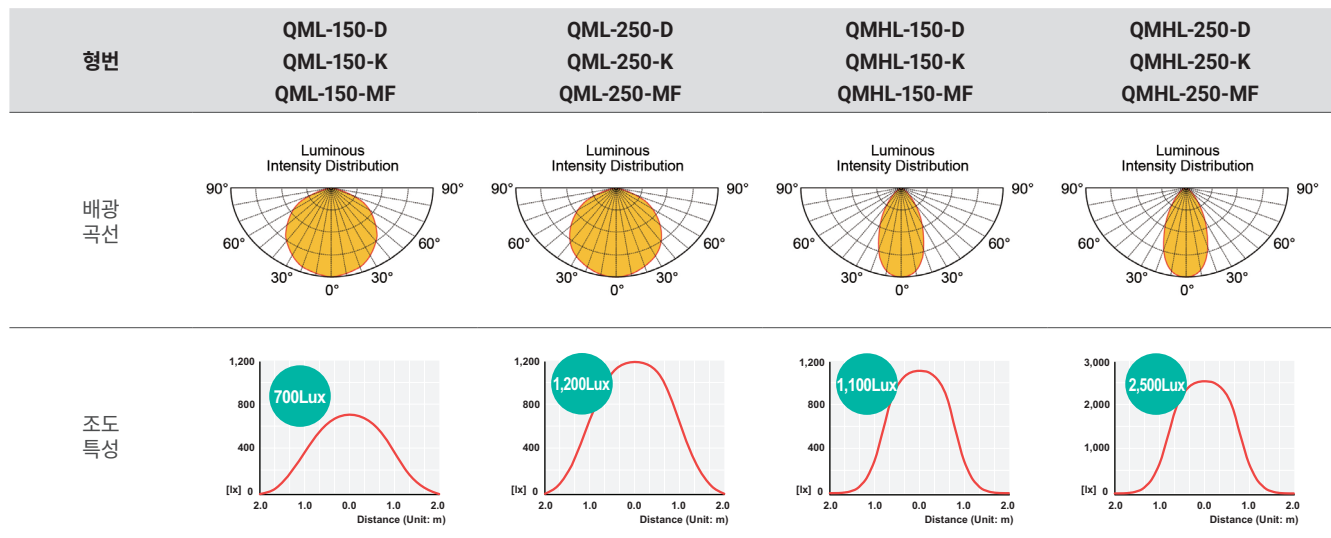 형번
QML-150-D
QML-150-K
QML-150-MF
QML-250-D
QML-250-K
QML-250-MF
QMHL-150-D
QMHL-150-K
QMHL-150-MF
QMHL-250-D
QMHL-250-K
QMHL-250-MF
배광
곡선
Luminous
Intensity Distribution
90° 90°
60° 60°
30° 30°
0°
Luminous
Intensity Distribution
90° 90°
60° 60°
30° 30°
0°
Luminous
Intensity Distribution
90° 90°
60° 60°
30° 30°
0°
Luminous
Intensity Distribution
90° 90°
60° 60°
30° 30°
0°
조도
특성
1,200
700Lux
800
400
[lx] 0
2.0 1.0 0.0 1.0 2.0
Distance (Unit: m)
1,200
1,200Lux
800
400
[lx] 0
2.0 1.0 0.0 1.0 2.0
Distance (Unit: m)
1,200
1,100Lux
800
400
[lx] 0
2.0 1.0 0.0 1.0 2.0
Distance (Unit: m)
3,000
2,500Lux
2,000
1,000
[lx] 0
2.0 1.0 0.0 1.0 2.0
Distance (Unit: m)